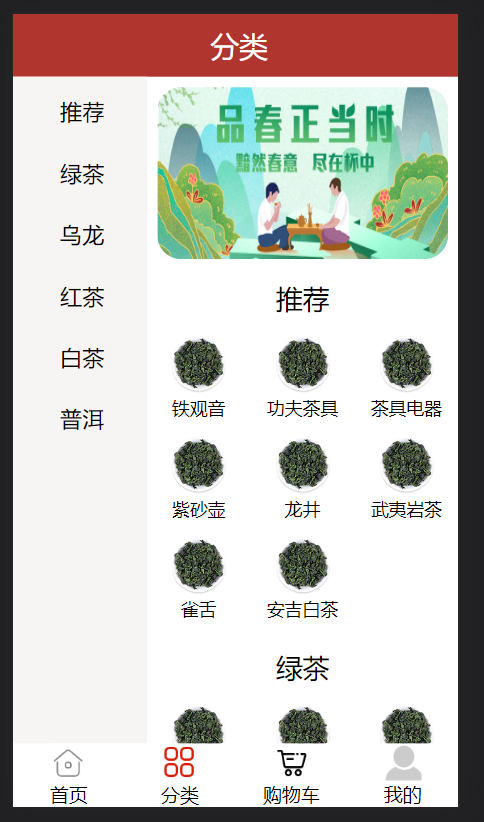 分类
推荐
绿茶
乌龙
红茶
白茶
普洱
品春正当时
黯然春意 尽在杯中
推荐
铁观音 功夫茶具 茶具电器
紫砂壶 龙井 武夷岩茶
雀舌 安吉白茶
绿茶
首页 分类 购物车 我的